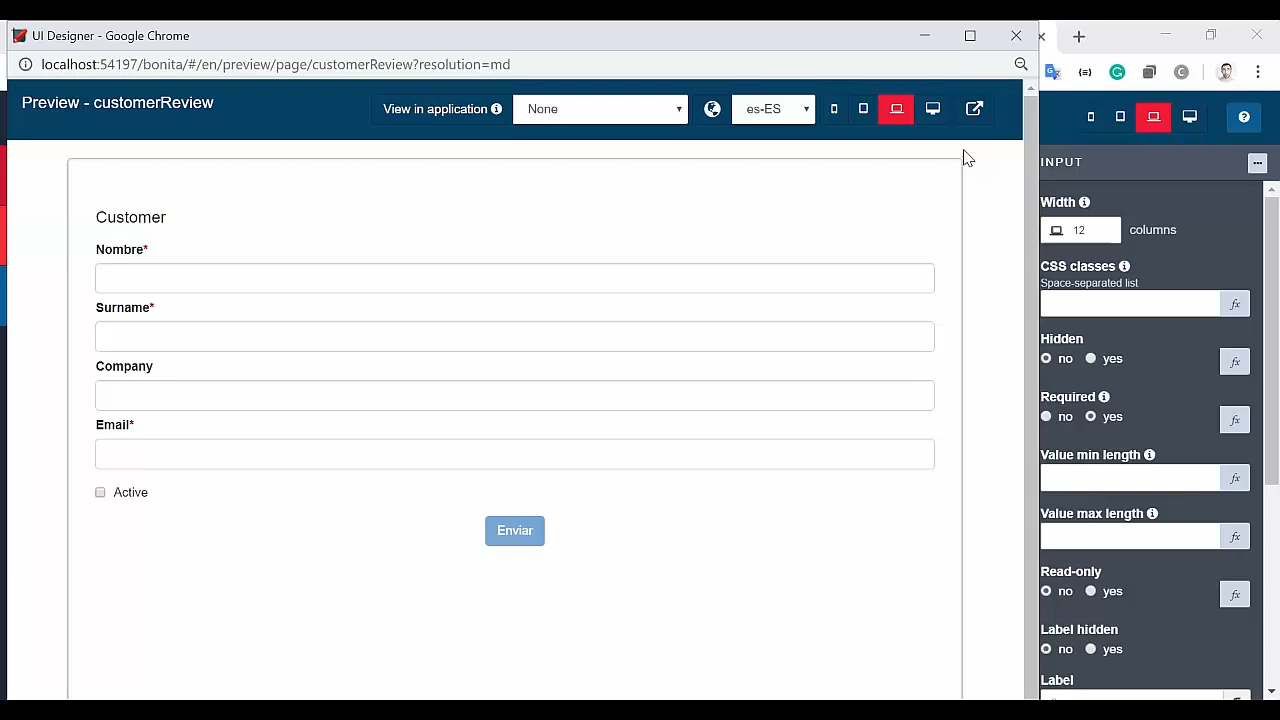 UI Designer - Google Chrome
localhost:54197/bonita/#/en/preview/page/customerReview?resolution=md
Preview - customerReview
View in application
None
es-ES
Customer
Nombre*
Surname*
Company
Email*
Active
Enviar
INPUT
Width
12 columns
CSS classes
Space-separated list
fx
Hidden
no yes
fx
Required
no yes
fx
Value min length
fx
Value max length
fx
Read-only
no yes
fx
Label hidden
no yes
Label